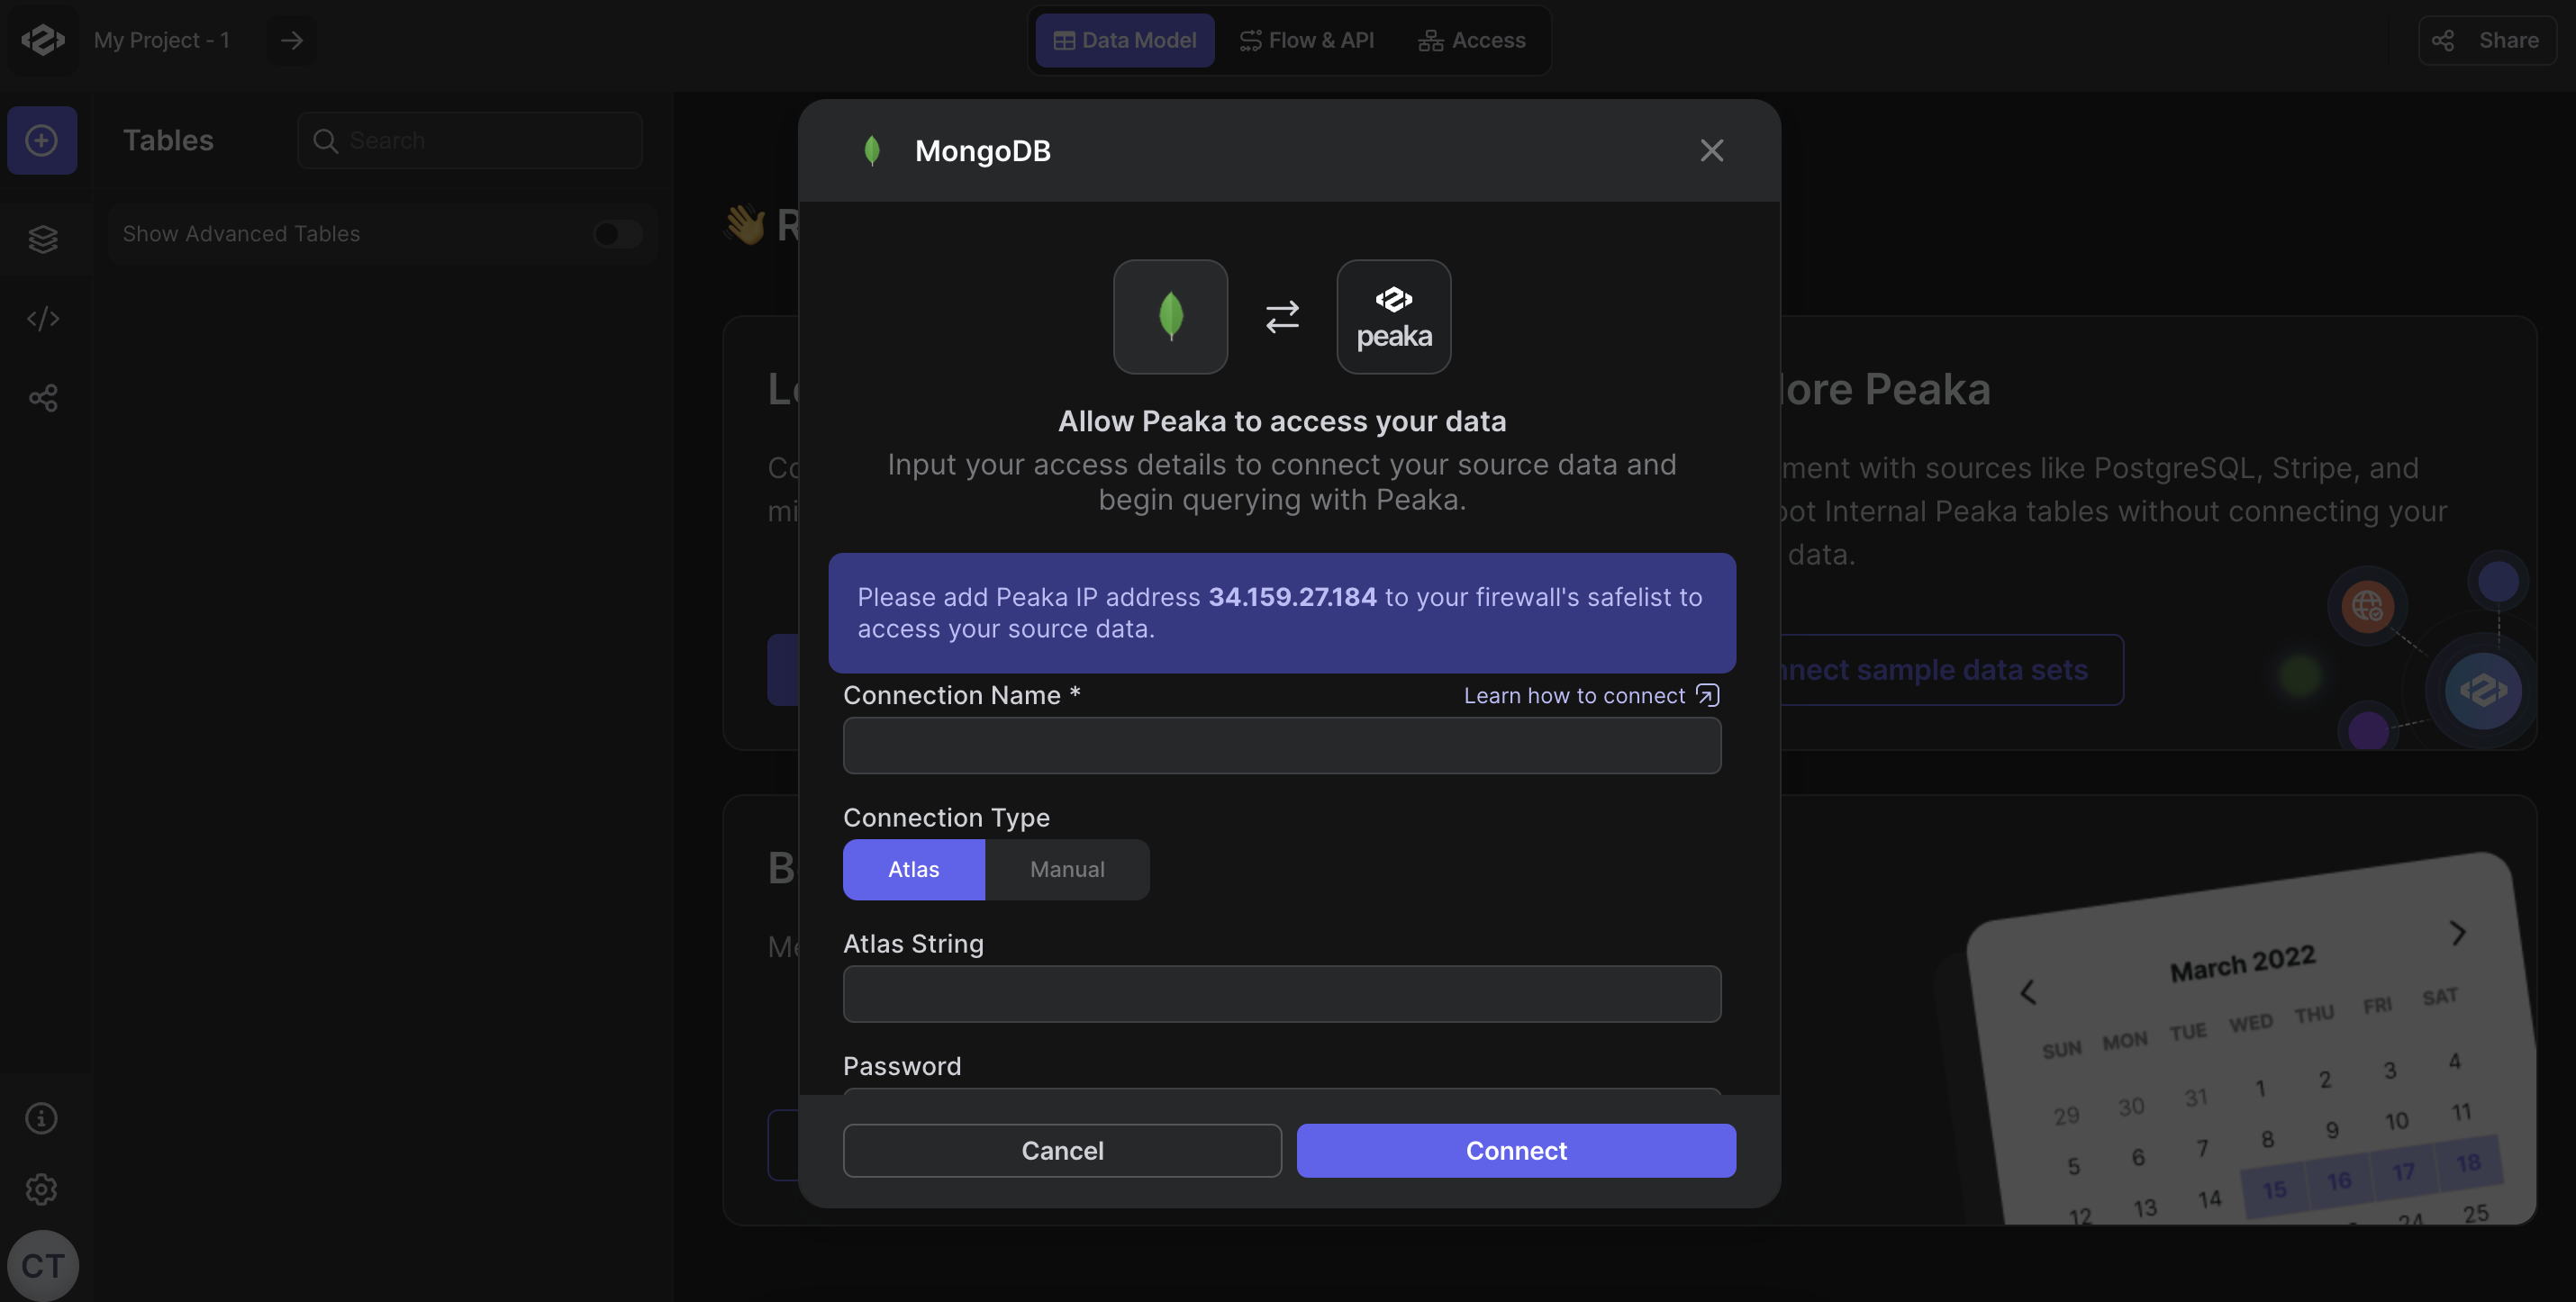 My Project - 1
Data Model
Flow & API
Access
Share
Tables
Search
Show Advanced Tables
MongoDB
peaka
Allow Peaka to access your data
Input your access details to connect your source data and
begin querying with Peaka.
Please add Peaka IP address 34.159.27.184 to your firewall's safelist to
access your source data.
Connection Name *
Learn how to connect
Connection Type
Atlas
Manual
Atlas String
Password
Cancel
Connect
ore Peaka
ment with sources like PostgreSQL, Stripe, and
Internal Peaka tables without connecting your
data.
nnect sample data sets
March 2022
SUN MON TUE WED THU FRI SAT
29 30 31 1 2 3 4
5 6 7 8 9 10 11
12 13 14 15 16 17 18
24 25
CT